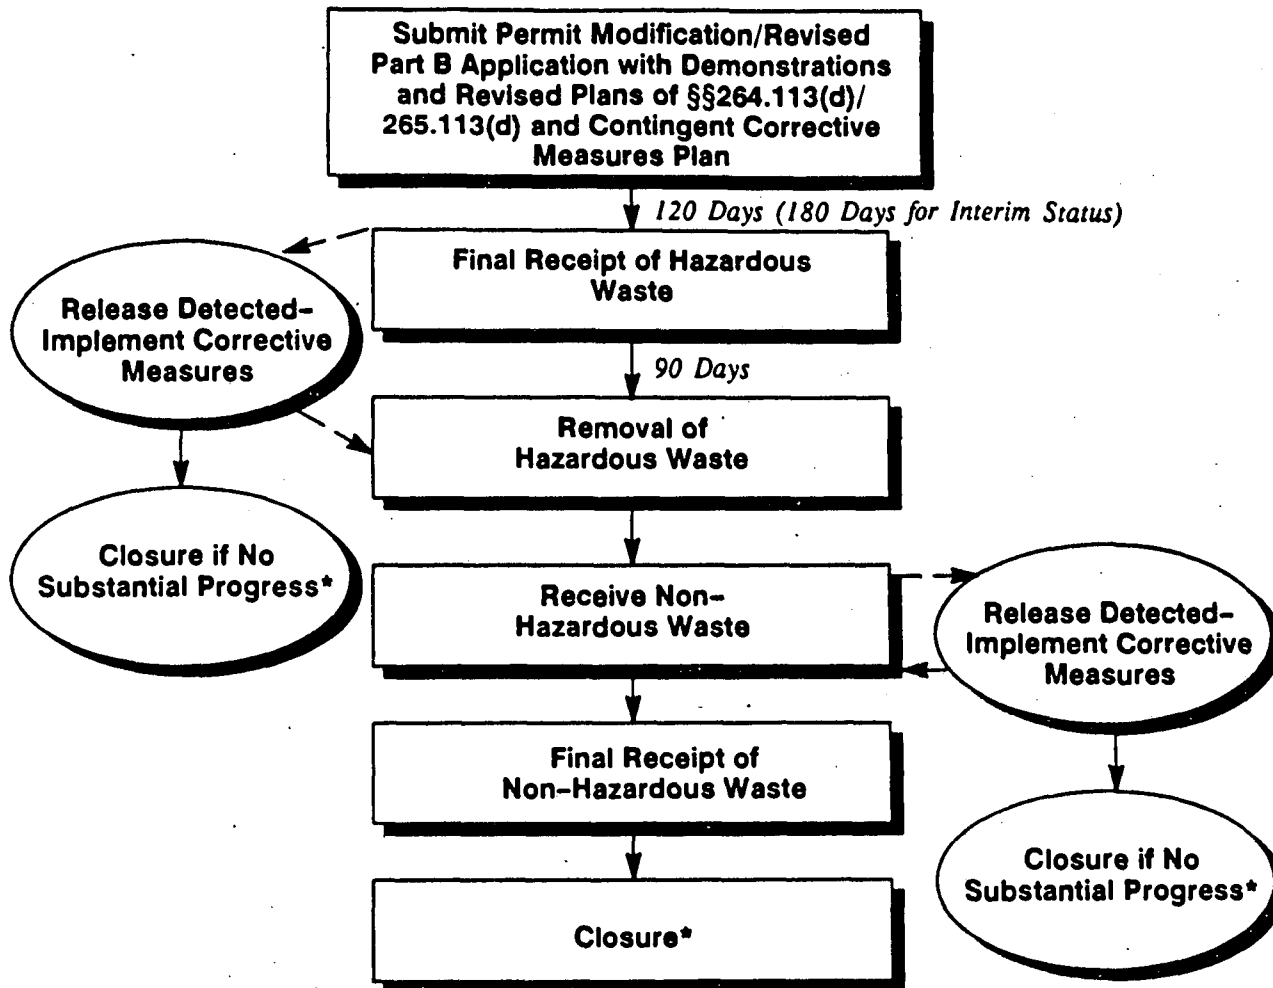 Submit Permit Modification/Revised
Part B Application with Demonstrations
and Revised Plans of §§264.113(d)/
265.113(d) and Contingent Corrective
Measures Plan
120 Days (180 Days for Interim Status)
Final Receipt of Hazardous
Waste
Release Detected–
Implement Corrective
Measures
90 Days
Removal of
Hazardous Waste
Closure if No
Substantial Progress*
Receive Non–
Hazardous Waste
Release Detected–
Implement Corrective
Measures
Final Receipt of
Non–Hazardous Waste
Closure if No
Substantial Progress*
Closure*